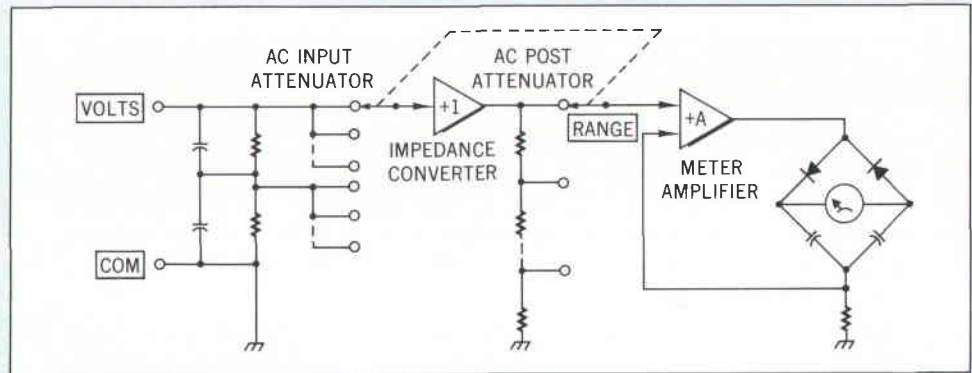 AC INPUT
ATTENUATOR
AC POST
ATTENUATOR
VOLTS
+1
RANGE
+A
IMPEDANCE
CONVERTER
METER
AMPLIFIER
COM